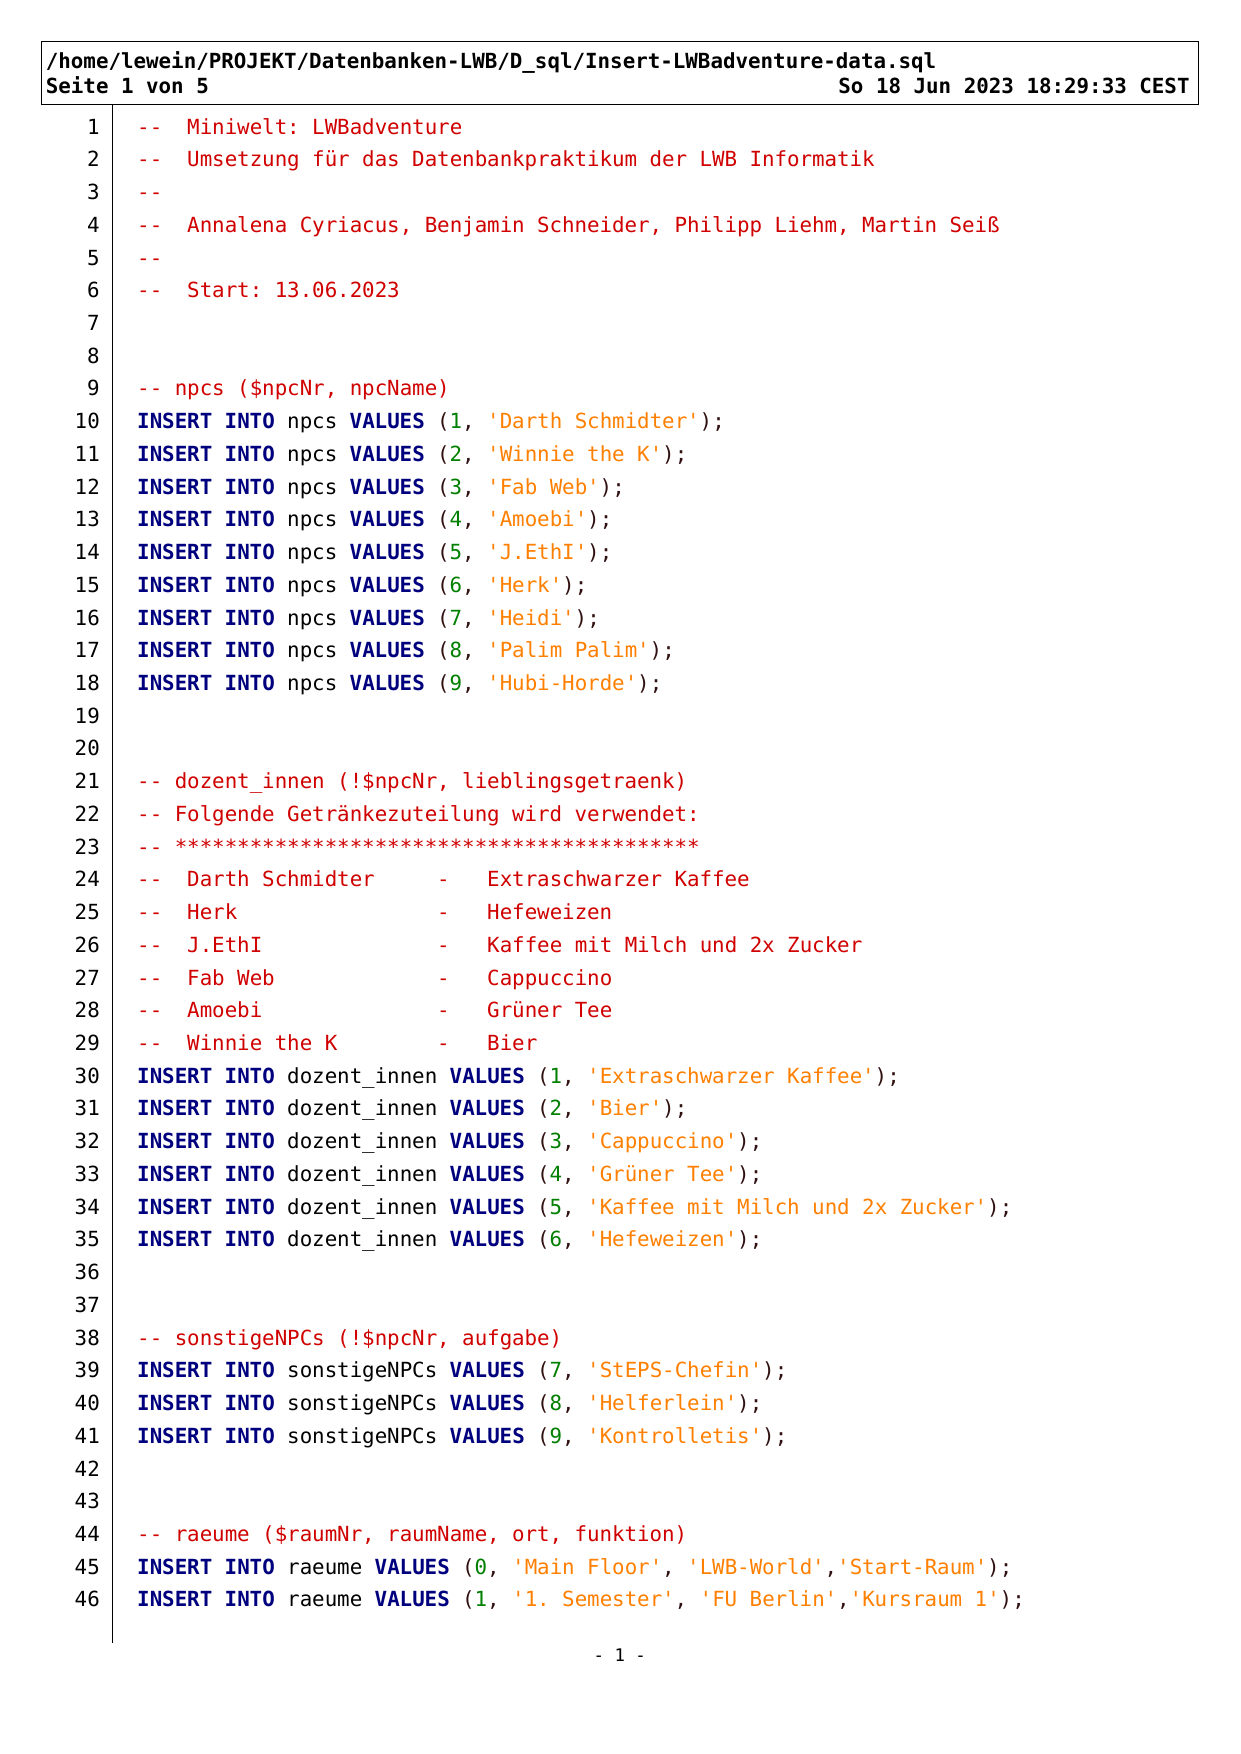 /home/lewein/PROJEKT/Datenbanken-LWB/D_sql/Insert-LWBadventure-data.sql
Seite 1 von 5 So 18 Jun 2023 18:29:33 CEST
1 --  Miniwelt: LWBadventure
2 --  Umsetzung für das Datenbankpraktikum der LWB Informatik
3 --
4 --  Annalena Cyriacus, Benjamin Schneider, Philipp Liehm, Martin Seiß
5 --
6 --  Start: 13.06.2023
7
8
9 -- npcs ($npcNr, npcName)
10 INSERT INTO npcs VALUES (1, 'Darth Schmidter');
11 INSERT INTO npcs VALUES (2, 'Winnie the K');
12 INSERT INTO npcs VALUES (3, 'Fab Web');
13 INSERT INTO npcs VALUES (4, 'Amoebi');
14 INSERT INTO npcs VALUES (5, 'J.EthI');
15 INSERT INTO npcs VALUES (6, 'Herk');
16 INSERT INTO npcs VALUES (7, 'Heidi');
17 INSERT INTO npcs VALUES (8, 'Palim Palim');
18 INSERT INTO npcs VALUES (9, 'Hubi-Horde');
19
20
21 -- dozent_innen (!$npcNr, lieblingsgetraenk)
22 -- Folgende Getränkezuteilung wird verwendet:
23 -- ******************************************
24 --  Darth Schmidter     -   Extraschwarzer Kaffee
25 --  Herk                -   Hefeweizen
26 --  J.EthI              -   Kaffee mit Milch und 2x Zucker
27 --  Fab Web             -   Cappuccino
28 --  Amoebi              -   Grüner Tee
29 --  Winnie the K        -   Bier
30 INSERT INTO dozent_innen VALUES (1, 'Extraschwarzer Kaffee');
31 INSERT INTO dozent_innen VALUES (2, 'Bier');
32 INSERT INTO dozent_innen VALUES (3, 'Cappuccino');
33 INSERT INTO dozent_innen VALUES (4, 'Grüner Tee');
34 INSERT INTO dozent_innen VALUES (5, 'Kaffee mit Milch und 2x Zucker');
35 INSERT INTO dozent_innen VALUES (6, 'Hefeweizen');
36
37
38 -- sonstigeNPCs (!$npcNr, aufgabe)
39 INSERT INTO sonstigeNPCs VALUES (7, 'StEPS-Chefin');
40 INSERT INTO sonstigeNPCs VALUES (8, 'Helferlein');
41 INSERT INTO sonstigeNPCs VALUES (9, 'Kontrolletis');
42
43
44 -- raeume ($raumNr, raumName, ort, funktion)
45 INSERT INTO raeume VALUES (0, 'Main Floor', 'LWB-World','Start-Raum');
46 INSERT INTO raeume VALUES (1, '1. Semester', 'FU Berlin','Kursraum 1');
- 1 -